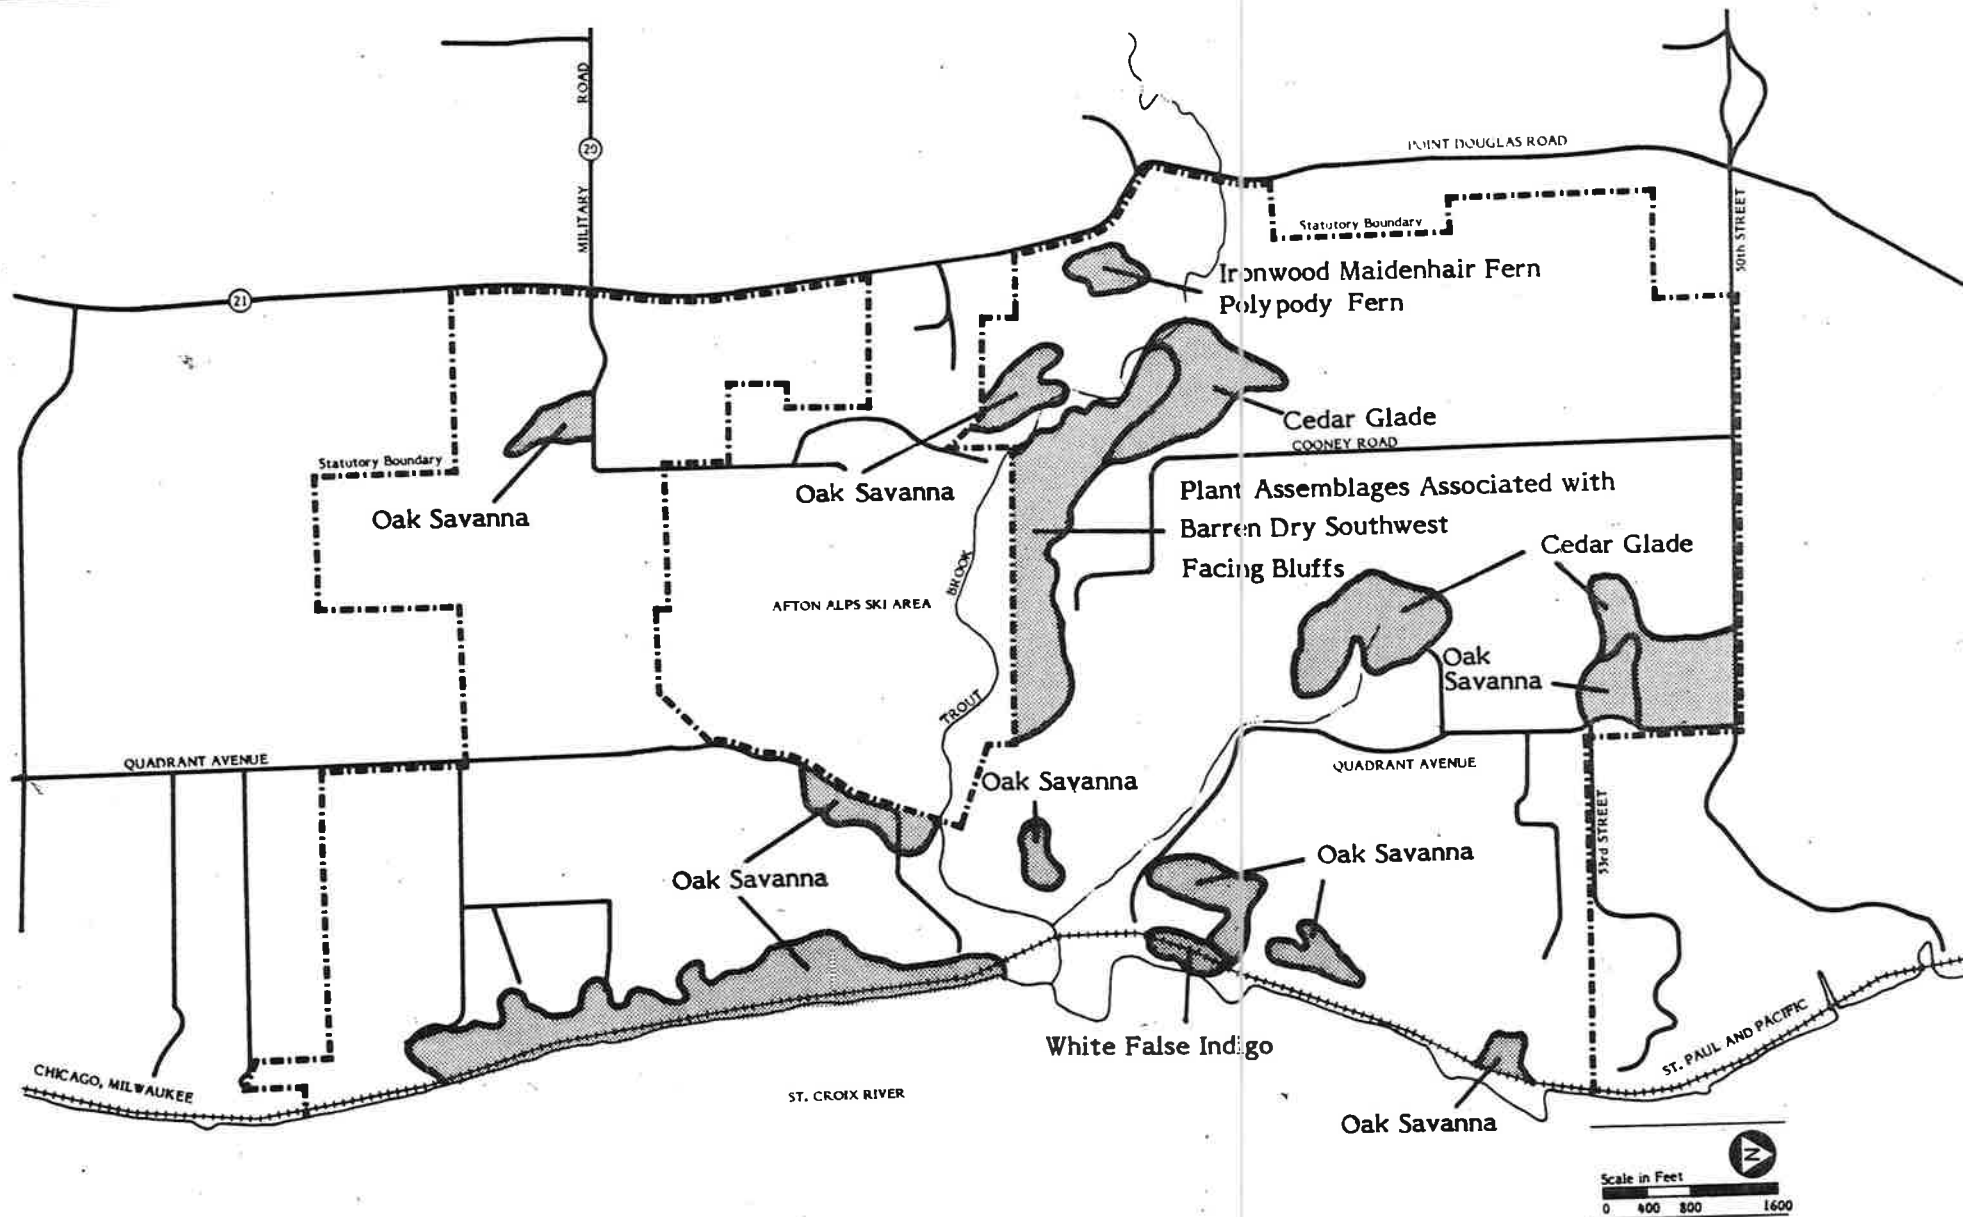 ROAD
20
MILITARY
POINT DOUGLAS ROAD
50th STREET
Statutory Boundary
Ironwood Maidenhair Fern
Polypody Fern
21
Cedar Glade
COONEY ROAD
Statutory Boundary
Oak Savanna
Oak Savanna
Plant Assemblages Associated with
Barren Dry Southwest
Facing Bluffs
Cedar Glade
BROOK
AFTON ALPS SKI AREA
Oak
Savanna
TROUT
QUADRANT AVENUE
QUADRANT AVENUE
Oak Savanna
53rd STREET
Oak Savanna
Oak Savanna
White False Indigo
ST. PAUL AND PACIFIC
CHICAGO, MILWAUKEE
ST. CROIX RIVER
Oak Savanna
N
Scale in Feet
0 400 800 1600